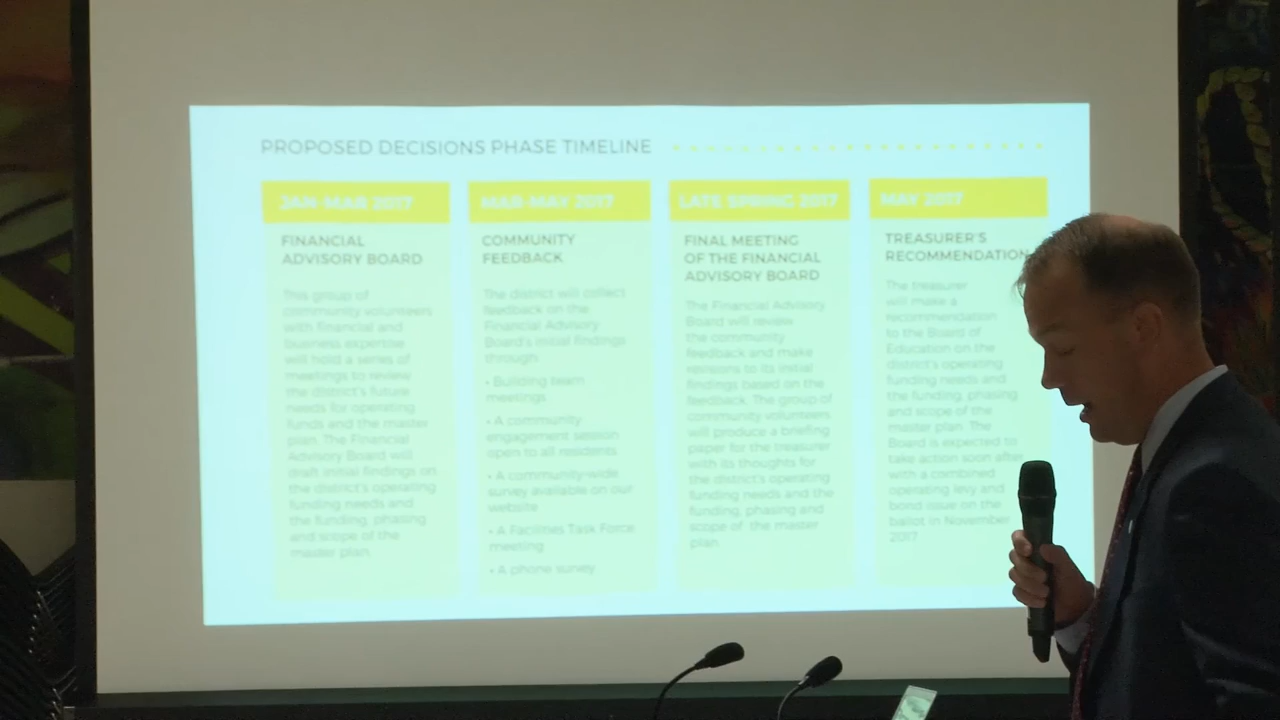 PROPOSED DECISIONS PHASE TIMELINE
JAN-MAR 2017
FINANCIAL
ADVISORY BOARD
This group of
community volunteers
with financial and
business expertise
will hold a series of
meetings to review
the district's future
needs for operating
funds and the master
plan. The Financial
Advisory Board will
draft initial findings on
the district's operating
funding needs and
the funding, phasing
and scope of the
master plan.
MAR-MAY 2017
COMMUNITY
FEEDBACK
The district will collect
feedback on the
Financial Advisory
Board's initial findings
through:
• Building team
meetings
• A community
engagement session
open to all residents
• A community-wide
survey available on our
website
• A Facilities Task Force
meeting
• A phone survey
LATE SPRING 2017
FINAL MEETING
OF THE FINANCIAL
ADVISORY BOARD
The Financial Advisory
Board will review
the community
feedback and make
revisions to its initial
findings based on the
feedback. The group of
community volunteers
will produce a briefing
paper for the treasurer
with its thoughts for
the district's operating
funding needs and the
funding, phasing and
scope of the master
plan.
MAY 2017
TREASURER'S
RECOMMENDATION
The treasurer
will make a
recommendation
to the Board of
Education on the
district's operating
funding needs and
the funding, phasing
and scope of the
master plan. The
Board is expected to
take action soon after
with a combined
operating levy and
bond issue on the
ballot in November
2017.